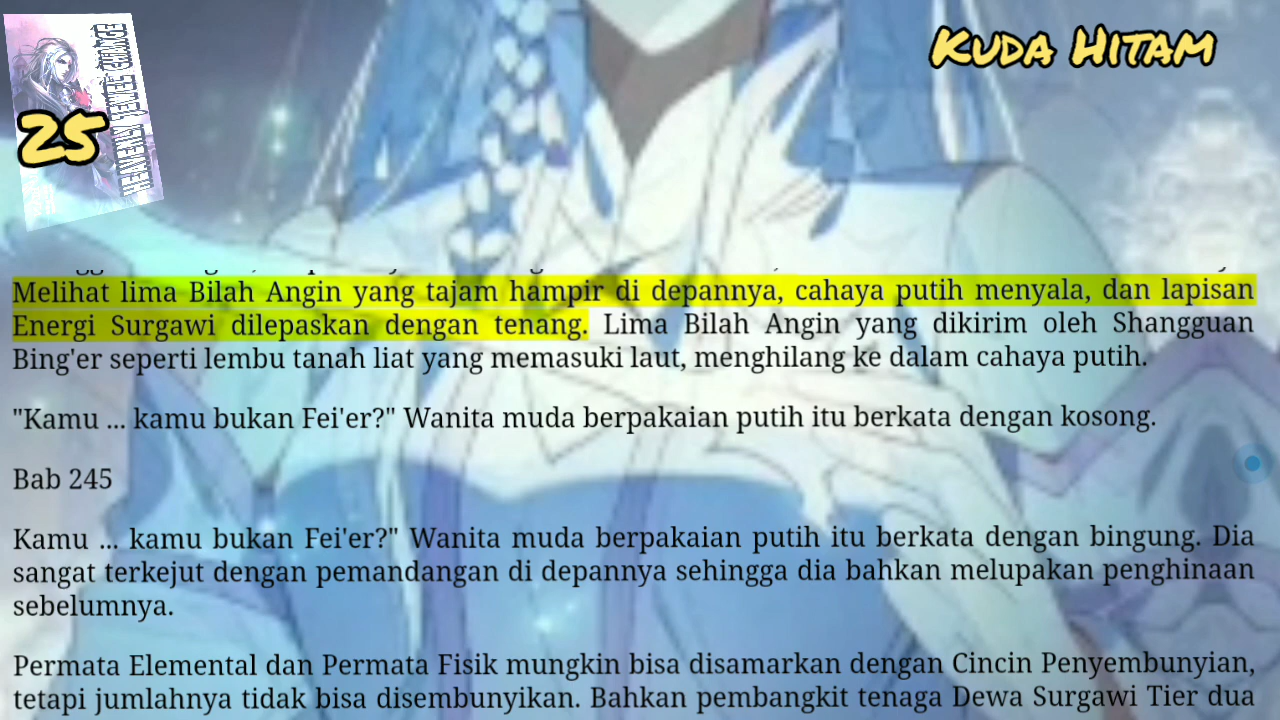 Kuda Hitam
HEAVENLY JEWEL CHANGE
25
Melihat lima Bilah Angin yang tajam hampir di depannya, cahaya putih menyala, dan lapisan
Energi Surgawi dilepaskan dengan tenang. Lima Bilah Angin yang dikirim oleh Shangguan
Bing'er seperti lembu tanah liat yang memasuki laut, menghilang ke dalam cahaya putih.
"Kamu ... kamu bukan Fei'er?" Wanita muda berpakaian putih itu berkata dengan kosong.
Bab 245
Kamu ... kamu bukan Fei'er?" Wanita muda berpakaian putih itu berkata dengan bingung. Dia
sangat terkejut dengan pemandangan di depannya sehingga dia bahkan melupakan penghinaan
sebelumnya.
Permata Elemental dan Permata Fisik mungkin bisa disamarkan dengan Cincin Penyembunyian,
tetapi jumlahnya tidak bisa disembunyikan. Bahkan pembangkit tenaga Dewa Surgawi Tier dua